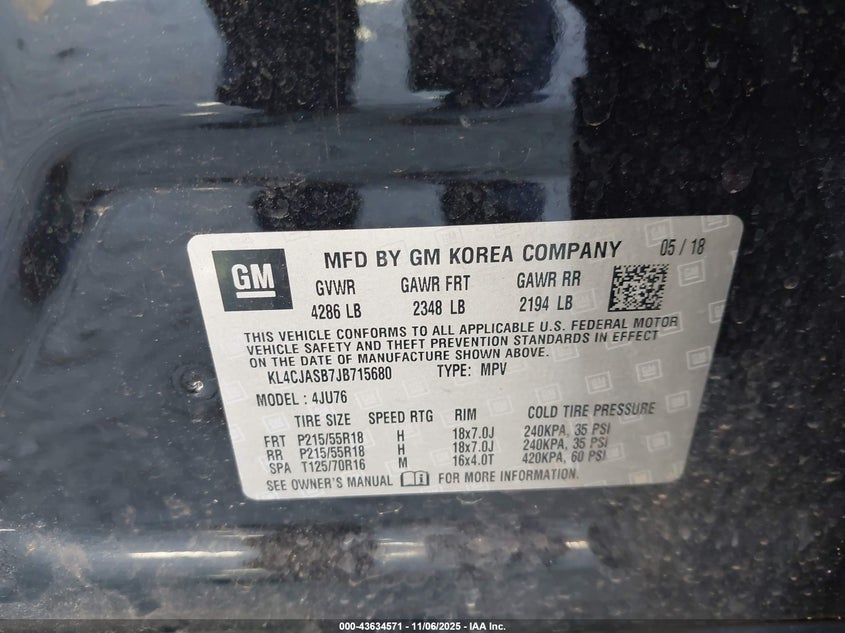 GM
MFD BY GM KOREA COMPANY 05 / 18
GVWR GAWR FRT GAWR RR
4286 LB 2348 LB 2194 LB
THIS VEHICLE CONFORMS TO ALL APPLICABLE U.S. FEDERAL MOTOR
VEHICLE SAFETY AND THEFT PREVENTION STANDARDS IN EFFECT
ON THE DATE OF MANUFACTURE SHOWN ABOVE.
KL4CJASB7JB715680 TYPE: MPV
MODEL : 4JU76
TIRE SIZE SPEED RTG RIM COLD TIRE PRESSURE
FRT P215/55R18 H 18x7.0J 240KPA, 35 PSI
RR P215/55R18 H 18x7.0J 240KPA, 35 PSI
SPA T125/70R16 M 16x4.0T 420KPA, 60 PSI
SEE OWNER'S MANUAL FOR MORE INFORMATION.
000-43634571 - 11/06/2025 - IAA Inc.